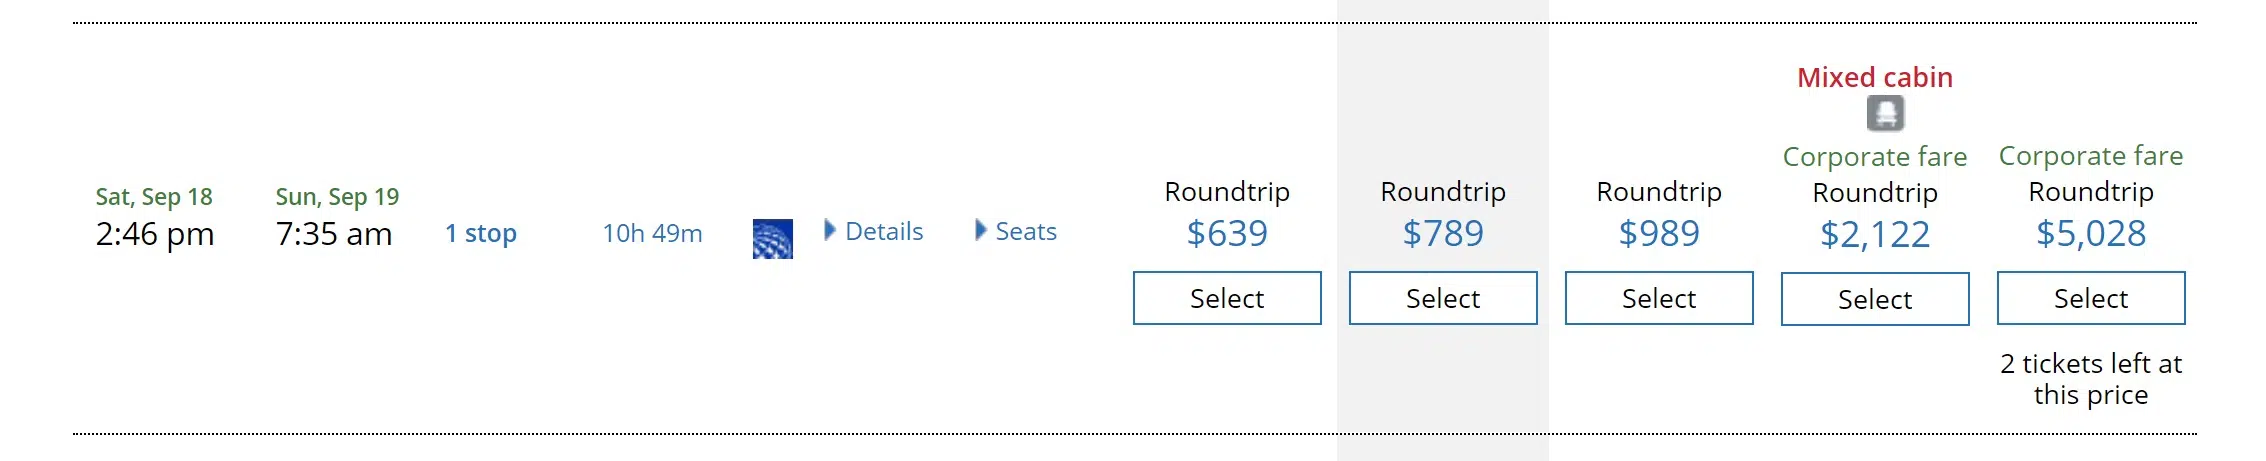 Mixed cabin
Corporate fare Corporate fare
Sat, Sep 18 Sun, Sep 19 Roundtrip Roundtrip Roundtrip Roundtrip Roundtrip
2:46 pm 7:35 am 1 stop 10h 49m Details Seats $639 $789 $989 $2,122 $5,028
Select Select Select Select Select
2 tickets left at
this price